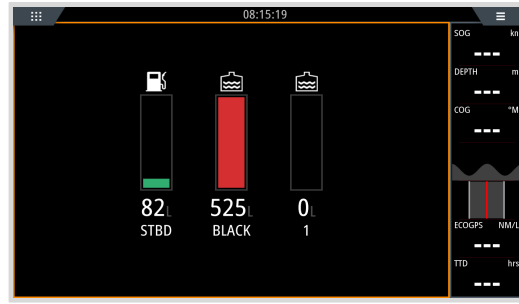 08:15:19
SOG kn
---
DEPTH m
---
COG °M
---
82L 525L 0L
STBD BLACK 1
ECOGPS NM/L
---
TTD hrs
---